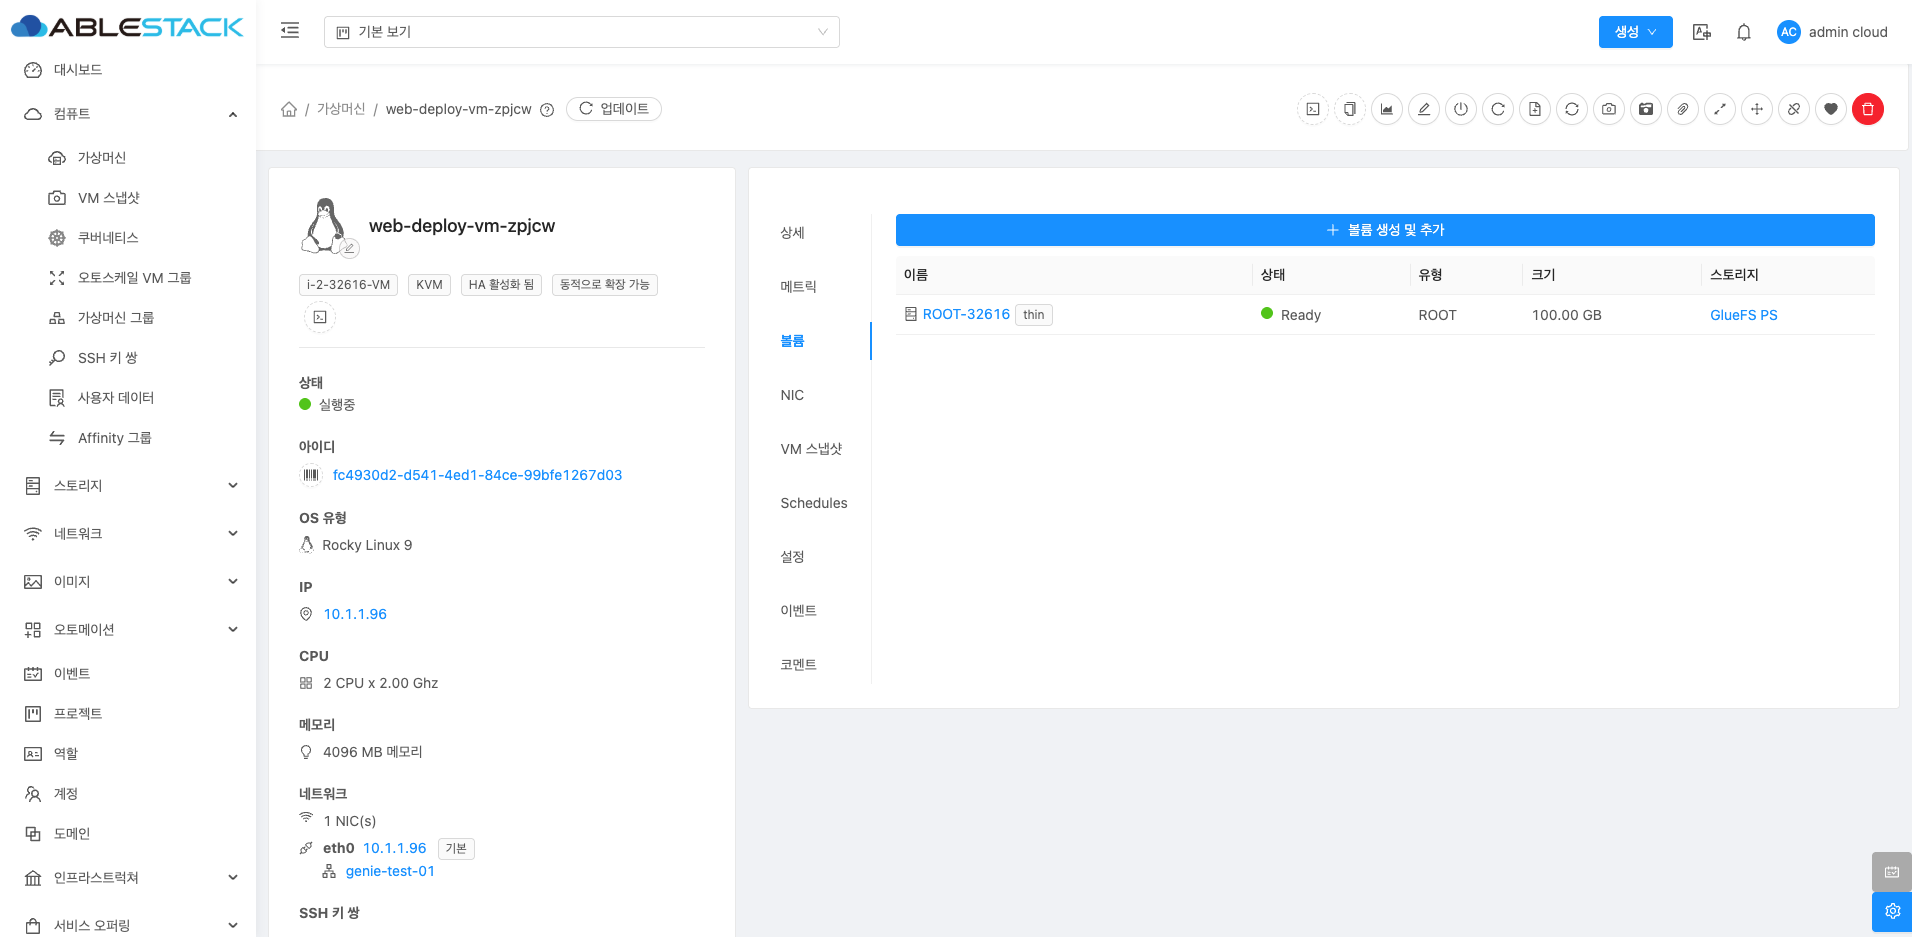 ABLESTACK
기본 보기
생성
AC
admin cloud
대시보드
컴퓨트
가상머신
VM 스냅샷
쿠버네티스
오토스케일 VM 그룹
가상머신 그룹
SSH 키 쌍
사용자 데이터
Affinity 그룹
스토리지
네트워크
이미지
오토메이션
이벤트
프로젝트
역할
계정
도메인
인프라스트럭쳐
서비스 오퍼링
/ 가상머신 / web-deploy-vm-zpjcw
업데이트
web-deploy-vm-zpjcw
i-2-32616-VM
KVM
HA 활성화 됨
동적으로 확장 가능
상태
실행중
아이디
fc4930d2-d541-4ed1-84ce-99bfe1267d03
OS 유형
Rocky Linux 9
IP
10.1.1.96
CPU
2 CPU x 2.00 Ghz
메모리
4096 MB 메모리
네트워크
1 NIC(s)
eth0 10.1.1.96 기본
genie-test-01
SSH 키 쌍
상세
메트릭
볼륨
NIC
VM 스냅샷
Schedules
설정
이벤트
코멘트
볼륨 생성 및 추가
이름 상태 유형 크기 스토리지
ROOT-32616 thin Ready ROOT 100.00 GB GlueFS PS